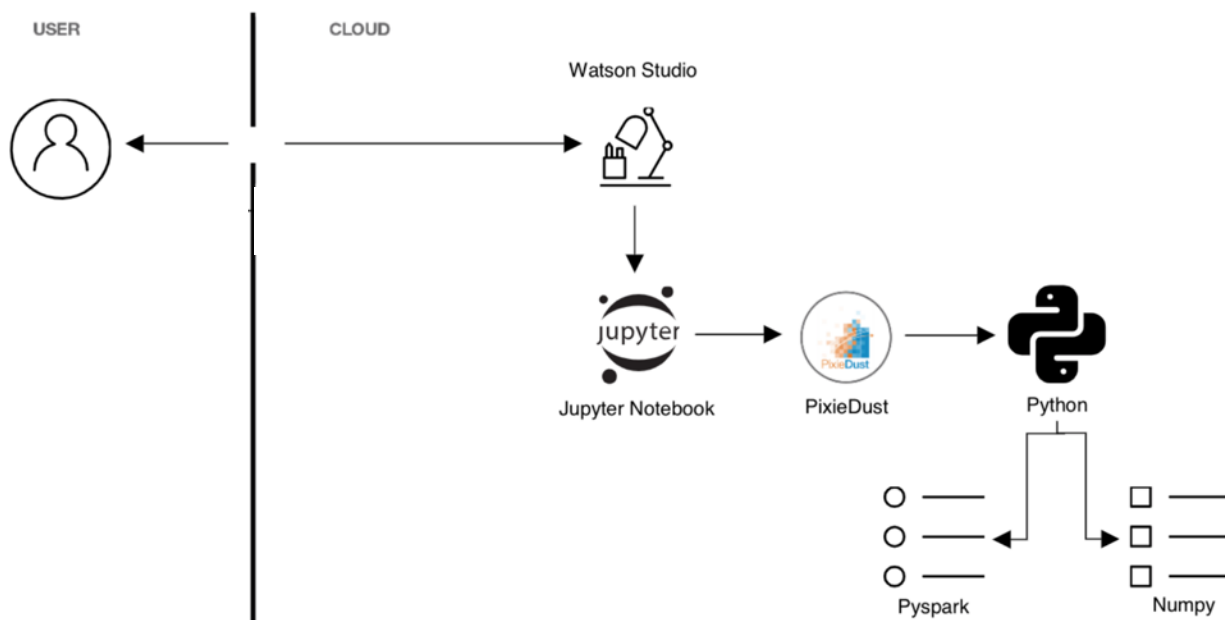 USER
CLOUD
Watson Studio
jupyter
PixieDust
Jupyter Notebook
PixieDust
Python
Pyspark
Numpy